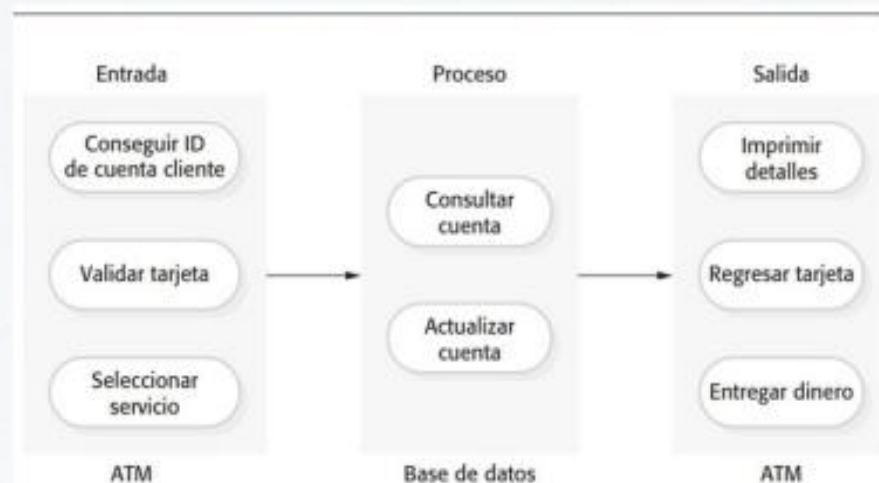 Entrada
Proceso
Salida
Conseguir ID
de cuenta cliente
Validar tarjeta
Seleccionar
servicio
Consultar
cuenta
Actualizar
cuenta
Imprimir
detalles
Regresar tarjeta
Entregar dinero
ATM
Base de datos
ATM